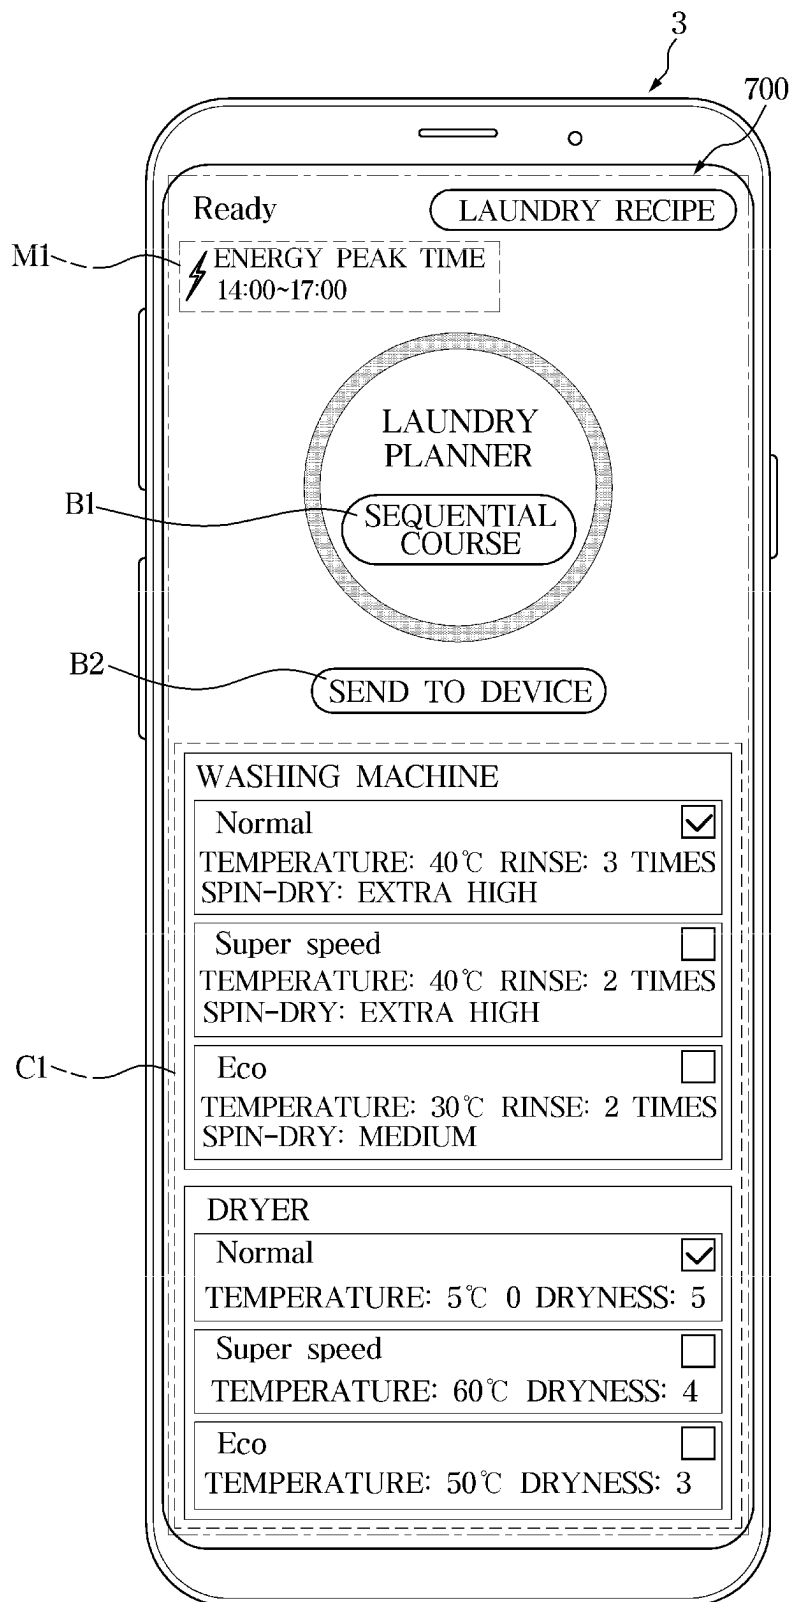 3
700
Ready
LAUNDRY RECIPE
M1
ENERGY PEAK TIME
14:00~17:00
LAUNDRY
PLANNER
B1
SEQUENTIAL
COURSE
B2
SEND TO DEVICE
WASHING MACHINE
Normal
TEMPERATURE: 40℃ RINSE: 3 TIMES
SPIN-DRY: EXTRA HIGH
Super speed
TEMPERATURE: 40℃ RINSE: 2 TIMES
SPIN-DRY: EXTRA HIGH
C1
Eco
TEMPERATURE: 30℃ RINSE: 2 TIMES
SPIN-DRY: MEDIUM
DRYER
Normal
TEMPERATURE: 5℃ 0 DRYNESS: 5
Super speed
TEMPERATURE: 60℃ DRYNESS: 4
Eco
TEMPERATURE: 50℃ DRYNESS: 3